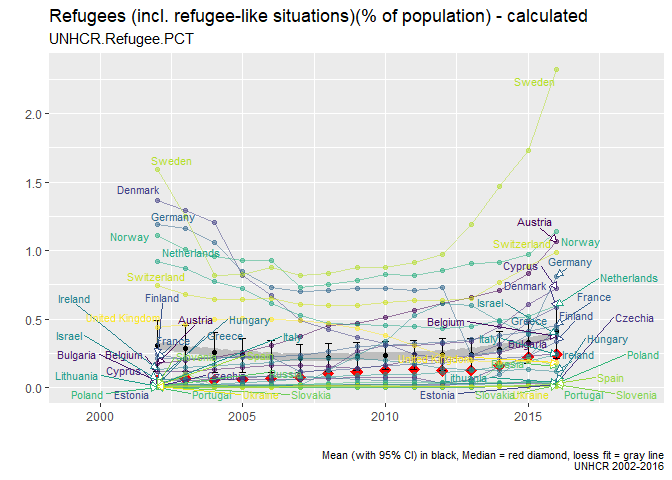 Refugees (incl. refugee-like situations)(% of population) - calculated
UNHCR.Refugee.PCT
Sweden
2.0
Sweden
Denmark
1.5
Germany
Austria
Norway
Norway
Switzerland
Netherlands
Germany
1.0
Cyprus
Switzerland
Netherlands
Denmark
Ireland
Finland
France
Israel
United Kingdom
Austria
Hungary
Belgium
Greece
Finland
Czechia
0.5
Israel
France
Greece
Italy
Italy
Hungary
Bulgaria
Bulgaria
Belgium
Ireland
Poland
Cyprus
Lithuania
Lithuania
Spain
0.0
Poland
Estonia
Portugal
Ukraine
Slovakia
Estonia
Slovakia
Ukraine
Portugal
Slovenia
2000
2005
2010
2015
Mean (with 95% CI) in black, Median = red diamond, loess fit = gray line
UNHCR 2002-2016